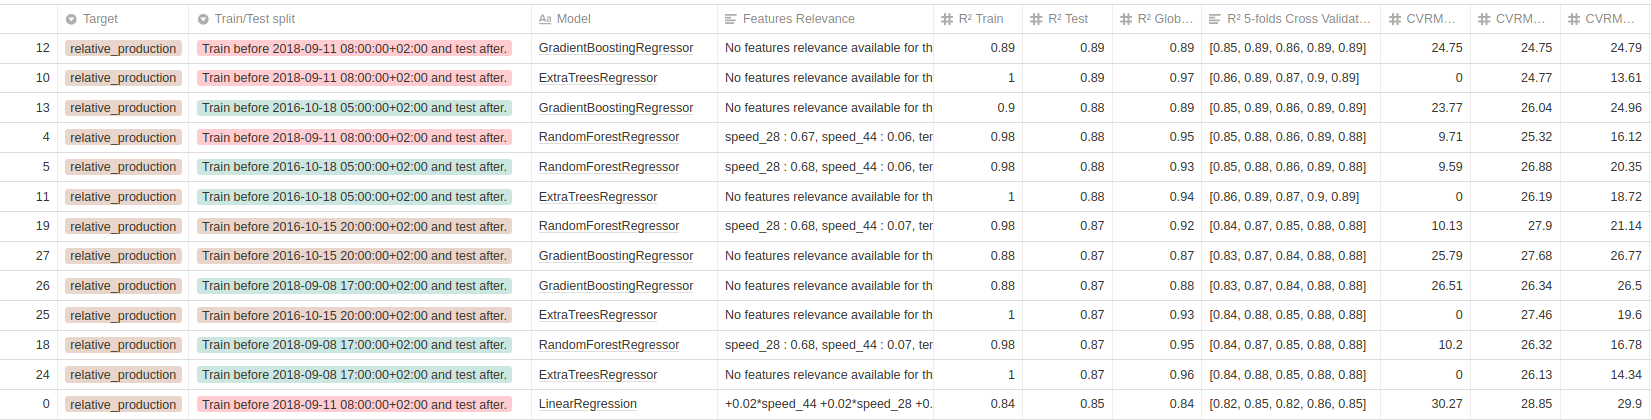 Target Train/Test split Aa Model Features Relevance R² Train R² Test R² Glob... R² 5-folds Cross Validat... CVRM... CVRM... CVRM...
12 relative_production Train before 2018-09-11 08:00:00+02:00 and test after. GradientBoostingRegressor No features relevance available for th 0.89 0.89 0.89 [0.85, 0.89, 0.86, 0.89, 0.89] 24.75 24.75 24.79
10 relative_production Train before 2018-09-11 08:00:00+02:00 and test after. ExtraTreesRegressor No features relevance available for th 1 0.89 0.97 [0.86, 0.89, 0.87, 0.9, 0.89] 0 24.77 13.61
13 relative_production Train before 2016-10-18 05:00:00+02:00 and test after. GradientBoostingRegressor No features relevance available for th 0.9 0.88 0.89 [0.85, 0.89, 0.86, 0.89, 0.89] 23.77 26.04 24.96
4 relative_production Train before 2018-09-11 08:00:00+02:00 and test after. RandomForestRegressor speed_28 : 0.67, speed_44 : 0.06, ter 0.98 0.88 0.95 [0.85, 0.88, 0.86, 0.89, 0.88] 9.71 25.32 16.12
5 relative_production Train before 2016-10-18 05:00:00+02:00 and test after. RandomForestRegressor speed_28 : 0.68, speed_44 : 0.06, ter 0.98 0.88 0.93 [0.85, 0.88, 0.86, 0.89, 0.88] 9.59 26.88 20.35
11 relative_production Train before 2016-10-18 05:00:00+02:00 and test after. ExtraTreesRegressor No features relevance available for th 1 0.88 0.94 [0.86, 0.89, 0.87, 0.9, 0.89] 0 26.19 18.72
19 relative_production Train before 2016-10-15 20:00:00+02:00 and test after. RandomForestRegressor speed_28 : 0.68, speed_44 : 0.07, ter 0.98 0.87 0.92 [0.84, 0.87, 0.85, 0.88, 0.88] 10.13 27.9 21.14
27 relative_production Train before 2016-10-15 20:00:00+02:00 and test after. GradientBoostingRegressor No features relevance available for th 0.88 0.87 0.87 [0.83, 0.87, 0.84, 0.88, 0.88] 25.79 27.68 26.77
26 relative_production Train before 2018-09-08 17:00:00+02:00 and test after. GradientBoostingRegressor No features relevance available for th 0.88 0.87 0.88 [0.83, 0.87, 0.84, 0.88, 0.88] 26.51 26.34 26.5
25 relative_production Train before 2016-10-15 20:00:00+02:00 and test after. ExtraTreesRegressor No features relevance available for th 1 0.87 0.93 [0.84, 0.88, 0.85, 0.88, 0.88] 0 27.46 19.6
18 relative_production Train before 2018-09-08 17:00:00+02:00 and test after. RandomForestRegressor speed_28 : 0.68, speed_44 : 0.07, ter 0.98 0.87 0.95 [0.84, 0.87, 0.85, 0.88, 0.88] 10.2 26.32 16.78
24 relative_production Train before 2018-09-08 17:00:00+02:00 and test after. ExtraTreesRegressor No features relevance available for th 1 0.87 0.96 [0.84, 0.88, 0.85, 0.88, 0.88] 0 26.13 14.34
0 relative_production Train before 2018-09-11 08:00:00+02:00 and test after. LinearRegression +0.02*speed_44 +0.02*speed_28 +0. 0.84 0.85 0.84 [0.82, 0.85, 0.82, 0.86, 0.85] 30.27 28.85 29.9